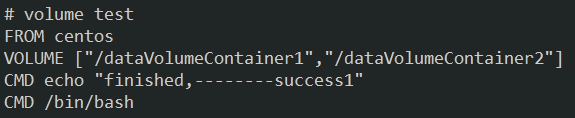 # volume test
FROM centos
VOLUME ["/dataVolumeContainer1","/dataVolumeContainer2"]
CMD echo "finished,--------success1"
CMD /bin/bash